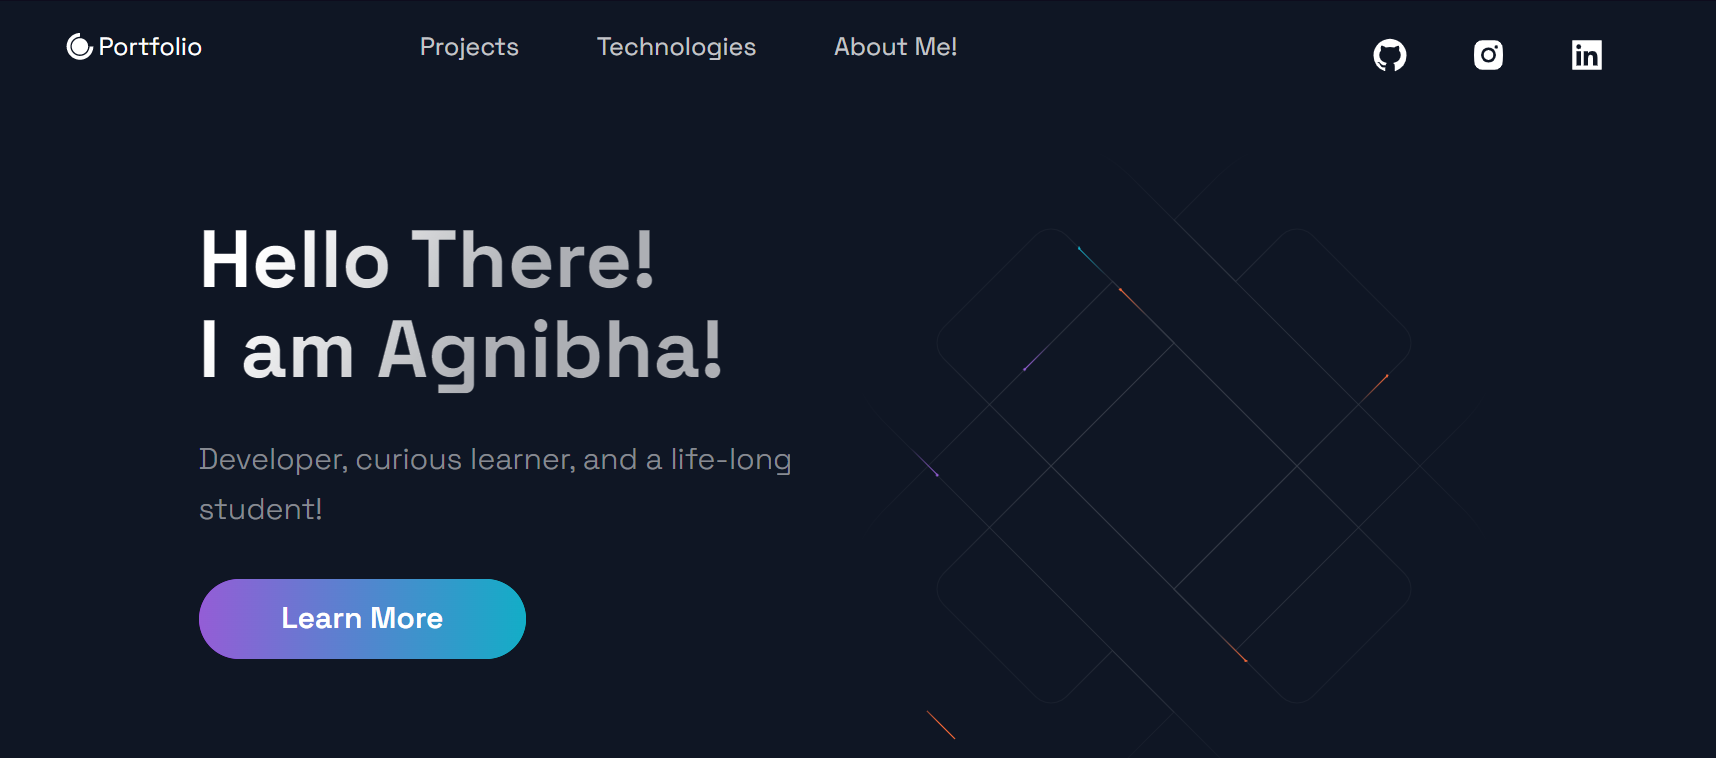 Portfolio
Projects
Technologies
About Me!
Hello There!
I am Agnibha!
Developer, curious learner, and a life-long
student!
Learn More